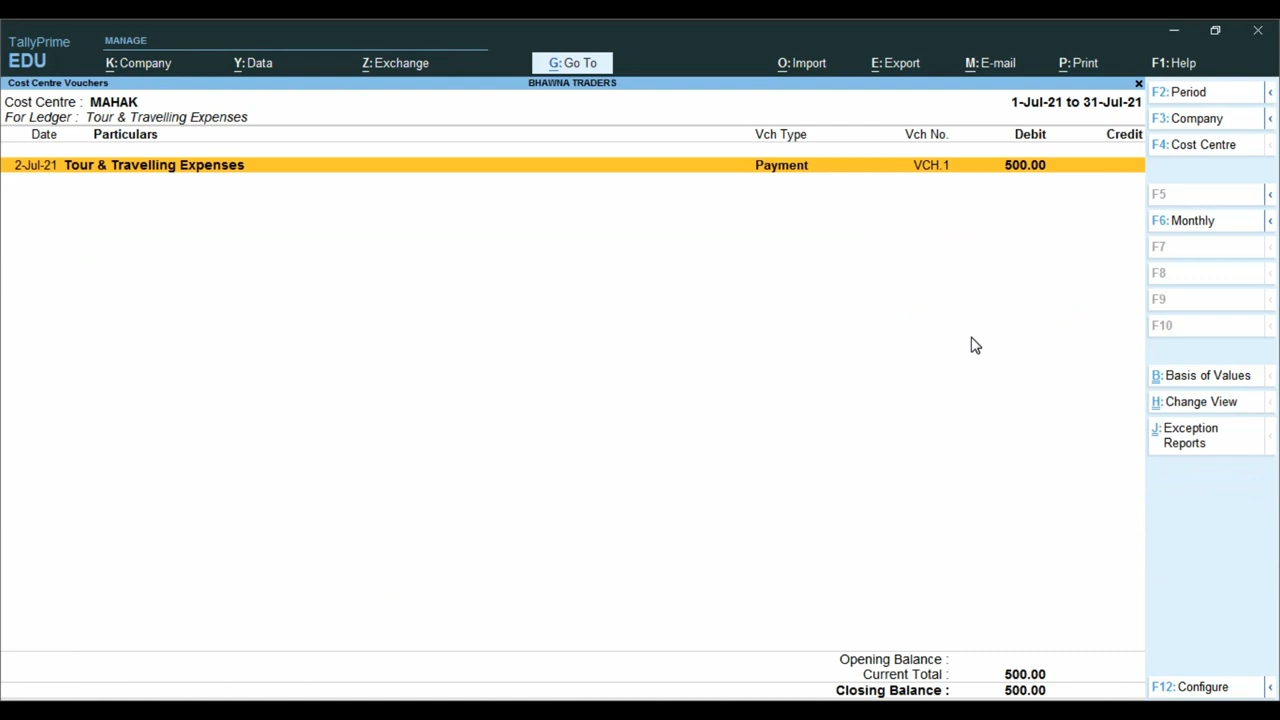 TallyPrime
EDU
MANAGE
K: Company
Y: Data
Z: Exchange
G: Go To
O: Import
E: Export
M: E-mail
P: Print
F1: Help
Cost Centre Vouchers
BHAWNA TRADERS
Cost Centre : MAHAK
1-Jul-21 to 31-Jul-21
For Ledger : Tour & Travelling Expenses
Date Particulars Vch Type Vch No. Debit Credit
2-Jul-21 Tour & Travelling Expenses Payment VCH.1 500.00
Opening Balance :
Current Total : 500.00
Closing Balance : 500.00
F2: Period
F3: Company
F4: Cost Centre
F5
F6: Monthly
F7
F8
F9
F10
B: Basis of Values
H: Change View
J: Exception
Reports
F12: Configure